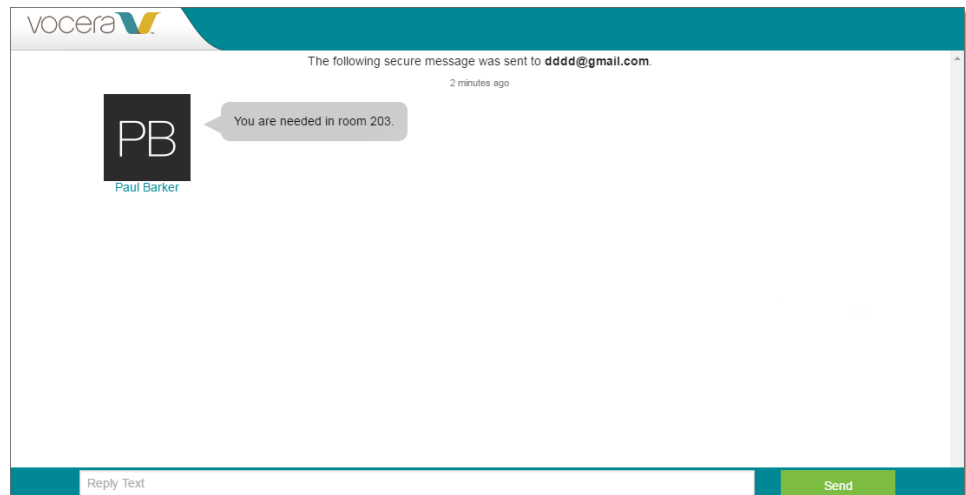 vocera
The following secure message was sent to dddd@gmail.com.
2 minutes ago
PB
You are needed in room 203.
Paul Barker
Reply Text
Send